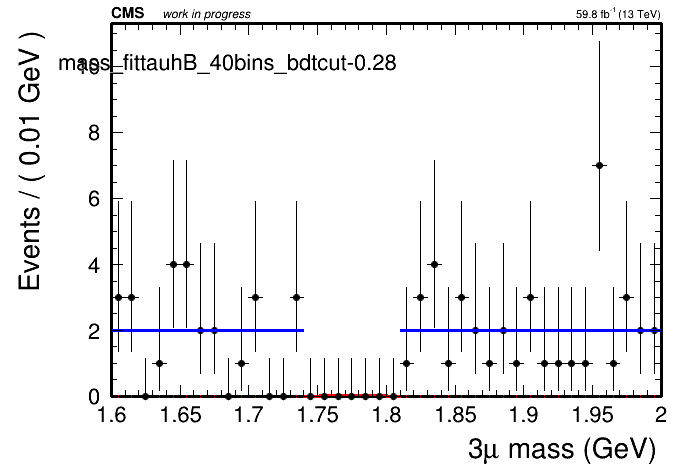 CMS work in progress 59.8 fb⁻¹ (13 TeV)
mass_fittauhB_40bins_bdtcut-0.28
Events / ( 0.01 GeV )
10
8
6
4
2
0
1.6 1.65 1.7 1.75 1.8 1.85 1.9 1.95 2
3μ mass (GeV)